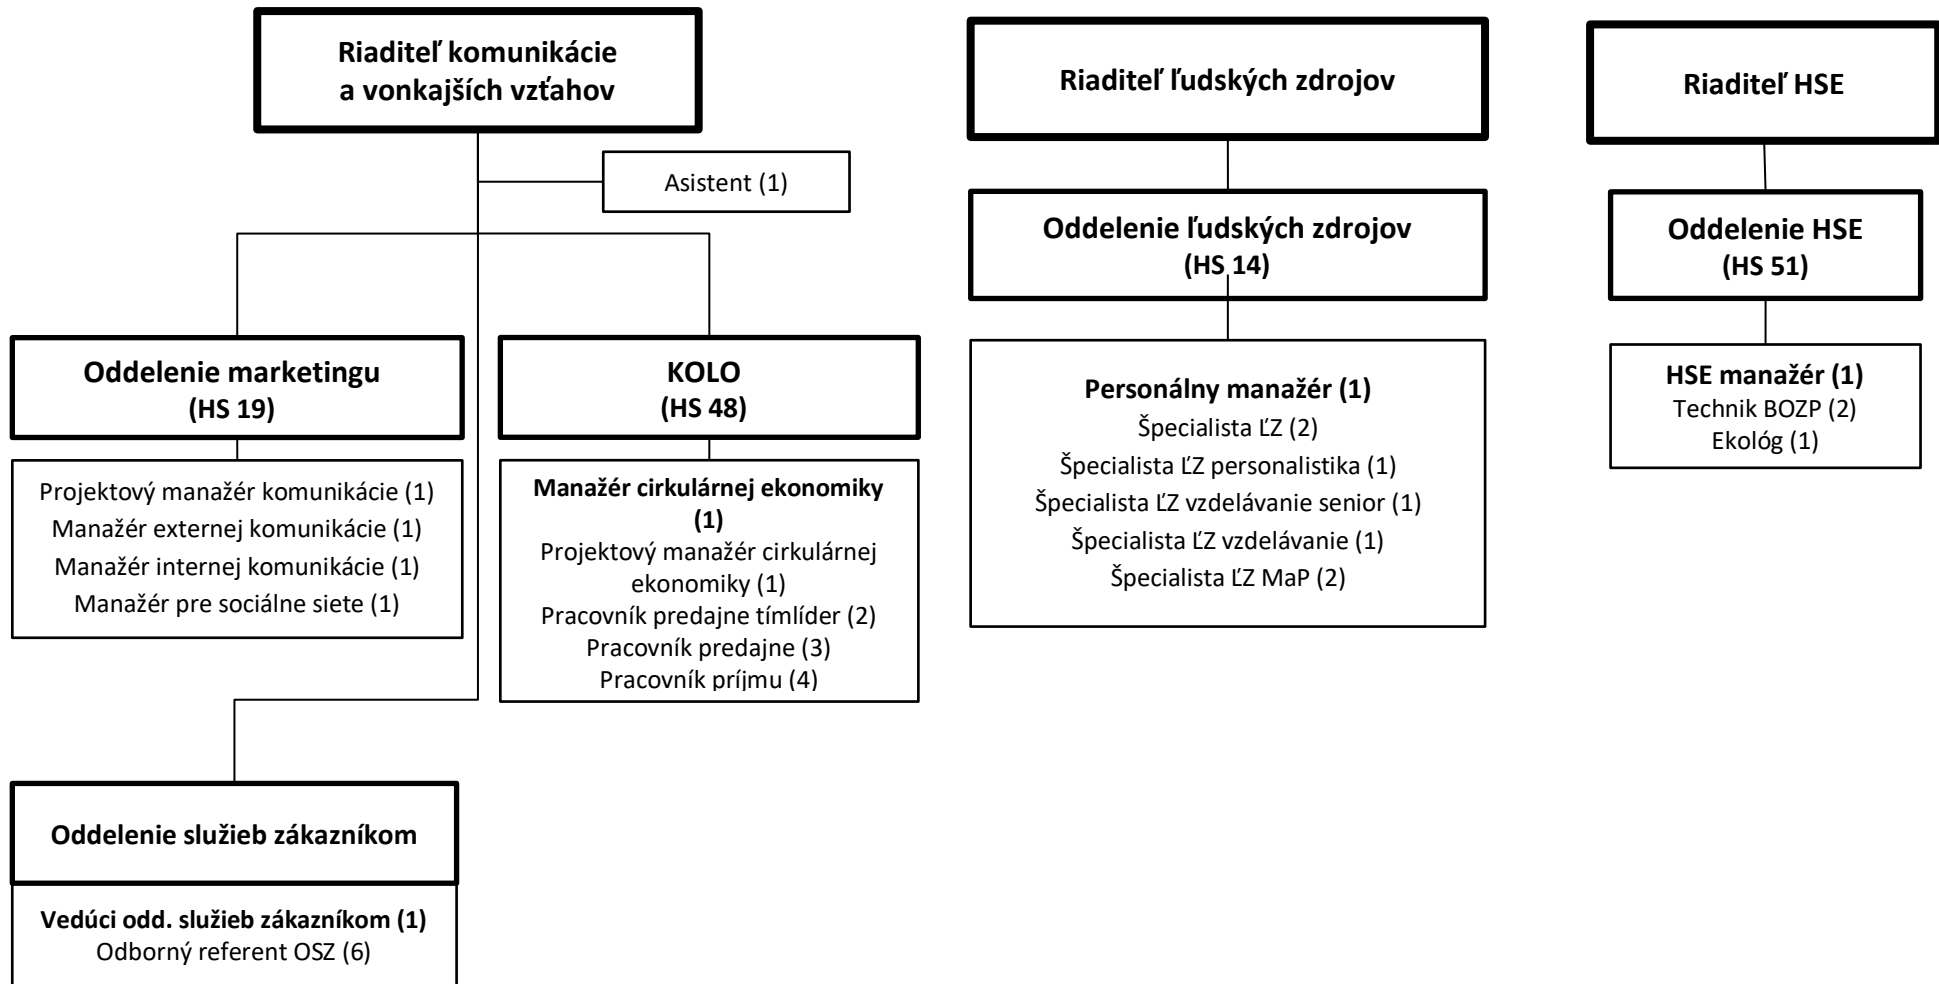 Riaditeľ komunikácie
a vonkajších vzťahov
Asistent (1)
Oddelenie marketingu
(HS 19)
Projektový manažér komunikácie (1)
Manažér externej komunikácie (1)
Manažér internej komunikácie (1)
Manažér pre sociálne siete (1)
KOLO
(HS 48)
Manažér cirkulárnej ekonomiky
(1)
Projektový manažér cirkulárnej
ekonomiky (1)
Pracovník predajne tímlíder (2)
Pracovník predajne (3)
Pracovník príjmu (4)
Oddelenie služieb zákazníkom
Vedúci odd. služieb zákazníkom (1)
Odborný referent OSZ (6)
Riaditeľ ľudských zdrojov
Oddelenie ľudských zdrojov
(HS 14)
Personálny manažér (1)
Špecialista ĽZ (2)
Špecialista ĽZ personalistika (1)
Špecialista ĽZ vzdelávanie senior (1)
Špecialista ĽZ vzdelávanie (1)
Špecialista ĽZ MaP (2)
Riaditeľ HSE
Oddelenie HSE
(HS 51)
HSE manažér (1)
Technik BOZP (2)
Ekológ (1)